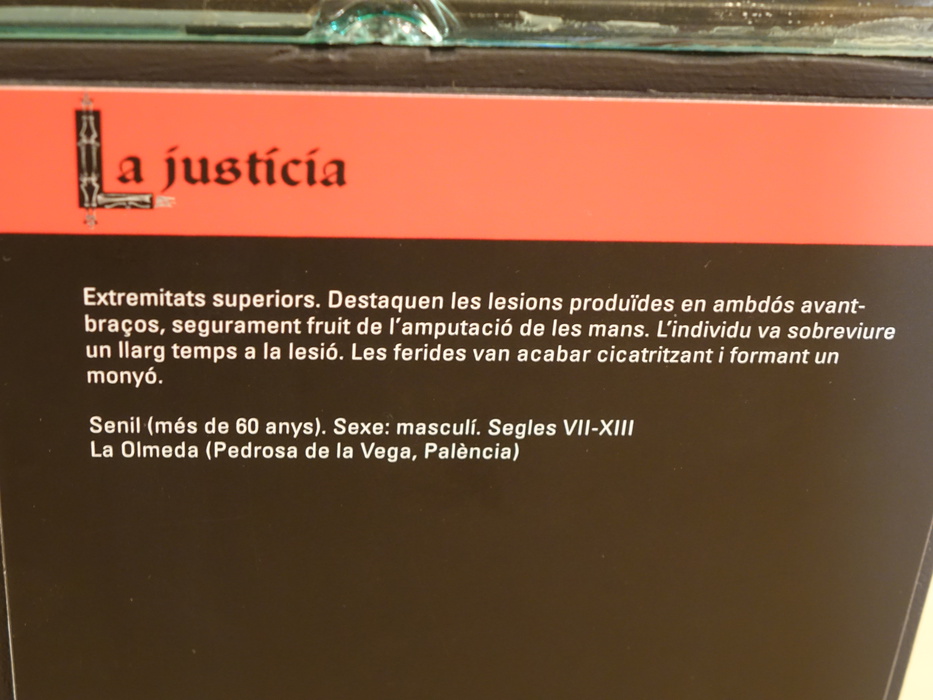 La justícia
Extremitats superiors. Destaquen les lesions produïdes en ambdós avant-
braços, segurament fruit de l'amputació de les mans. L'individu va sobreviure
un llarg temps a la lesió. Les ferides van acabar cicatritzant i formant un
monyó.
Senil (més de 60 anys). Sexe: masculí. Segles VII-XIII
La Olmeda (Pedrosa de la Vega, Palència)